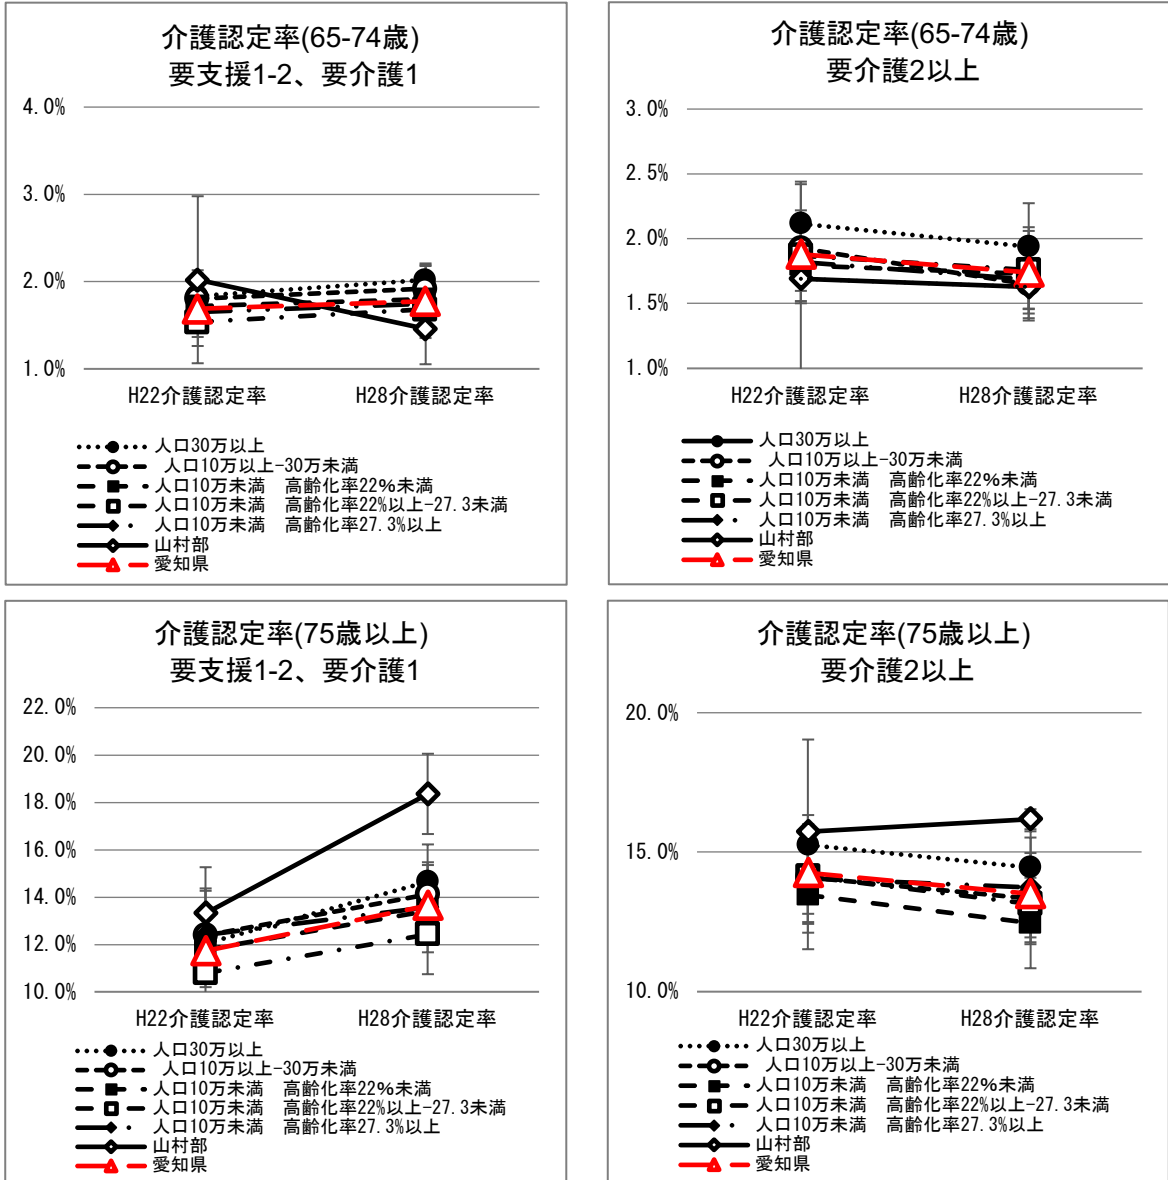 介護認定率(65-74歳)
要支援1-2、要介護1
4.0%
3.0%
2.0%
1.0%
H22介護認定率
H28介護認定率
人口30万以上
人口10万以上-30万未満
人口10万未満　高齢化率22%未満
人口10万未満　高齢化率22%以上-27.3未満
人口10万未満　高齢化率27.3%以上
山村部
愛知県
介護認定率(65-74歳)
要介護2以上
3.0%
2.5%
2.0%
1.5%
1.0%
H22介護認定率
H28介護認定率
人口30万以上
人口10万以上-30万未満
人口10万未満　高齢化率22%未満
人口10万未満　高齢化率22%以上-27.3未満
人口10万未満　高齢化率27.3%以上
山村部
愛知県
介護認定率(75歳以上)
要支援1-2、要介護1
22.0%
20.0%
18.0%
16.0%
14.0%
12.0%
10.0%
H22介護認定率
H28介護認定率
人口30万以上
人口10万以上-30万未満
人口10万未満　高齢化率22%未満
人口10万未満　高齢化率22%以上-27.3未満
人口10万未満　高齢化率27.3%以上
山村部
愛知県
介護認定率(75歳以上)
要介護2以上
20.0%
15.0%
10.0%
H22介護認定率
H28介護認定率
人口30万以上
人口10万以上-30万未満
人口10万未満　高齢化率22%未満
人口10万未満　高齢化率22%以上-27.3未満
人口10万未満　高齢化率27.3%以上
山村部
愛知県